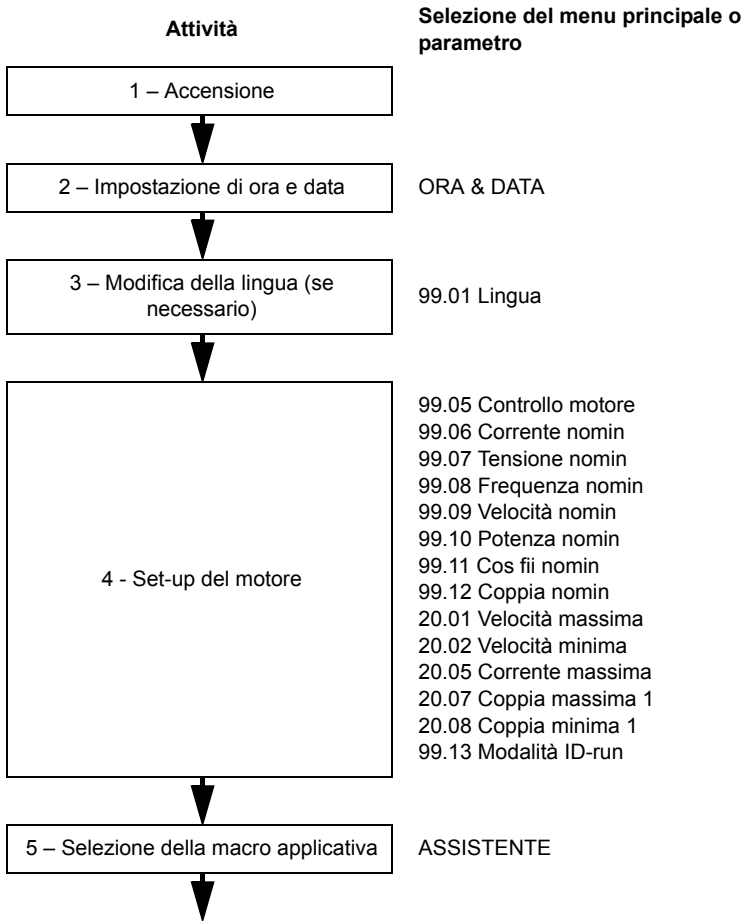 Attività
Selezione del menu principale o
parametro
1 – Accensione
2 – Impostazione di ora e data
ORA & DATA
3 – Modifica della lingua (se
necessario)
99.01 Lingua
4 - Set-up del motore
99.05 Controllo motore
99.06 Corrente nomin
99.07 Tensione nomin
99.08 Frequenza nomin
99.09 Velocità nomin
99.10 Potenza nomin
99.11 Cos fii nomin
99.12 Coppia nomin
20.01 Velocità massima
20.02 Velocità minima
20.05 Corrente massima
20.07 Coppia massima 1
20.08 Coppia minima 1
99.13 Modalità ID-run
5 – Selezione della macro applicativa
ASSISTENTE